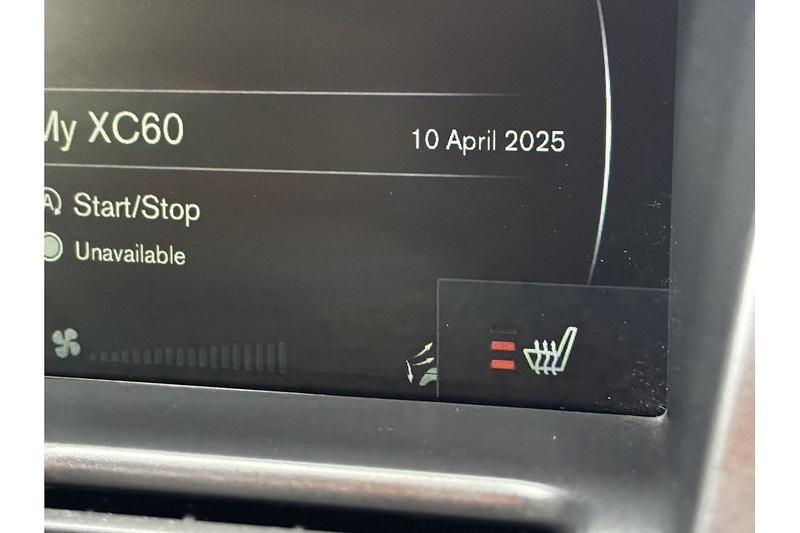 My XC60
10 April 2025
A Start/Stop
Unavailable